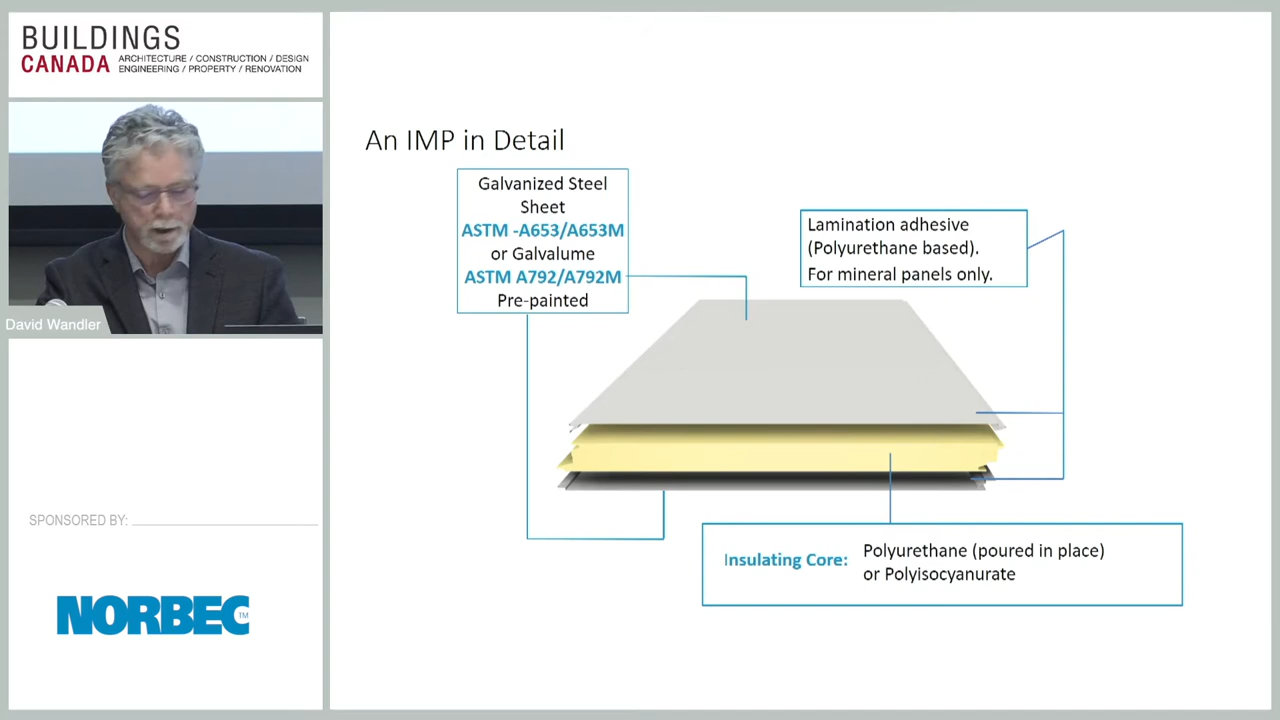 BUILDINGS
CANADA
ARCHITECTURE / CONSTRUCTION / DESIGN
ENGINEERING / PROPERTY / RENOVATION
David Wandler
SPONSORED BY:
NORBEC TM
An IMP in Detail
Galvanized Steel
Sheet
ASTM -A653/A653M
or Galvalume
ASTM A792/A792M
Pre-painted
Lamination adhesive
(Polyurethane based).
For mineral panels only.
Insulating Core:
Polyurethane (poured in place)
or Polyisocyanurate